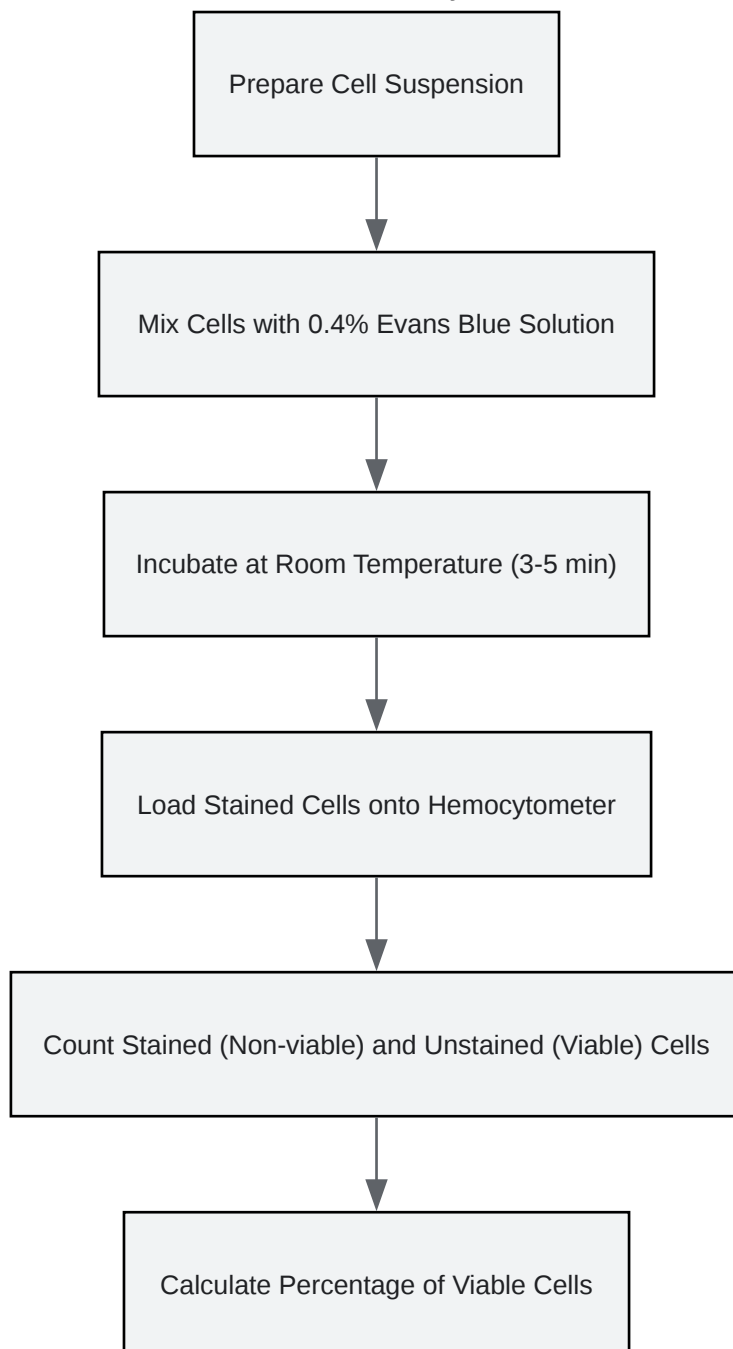 Prepare Cell Suspension
Mix Cells with 0.4% Evans Blue Solution
Incubate at Room Temperature (3-5 min)
Load Stained Cells onto Hemocytometer
Count Stained (Non-viable) and Unstained (Viable) Cells
Calculate Percentage of Viable Cells